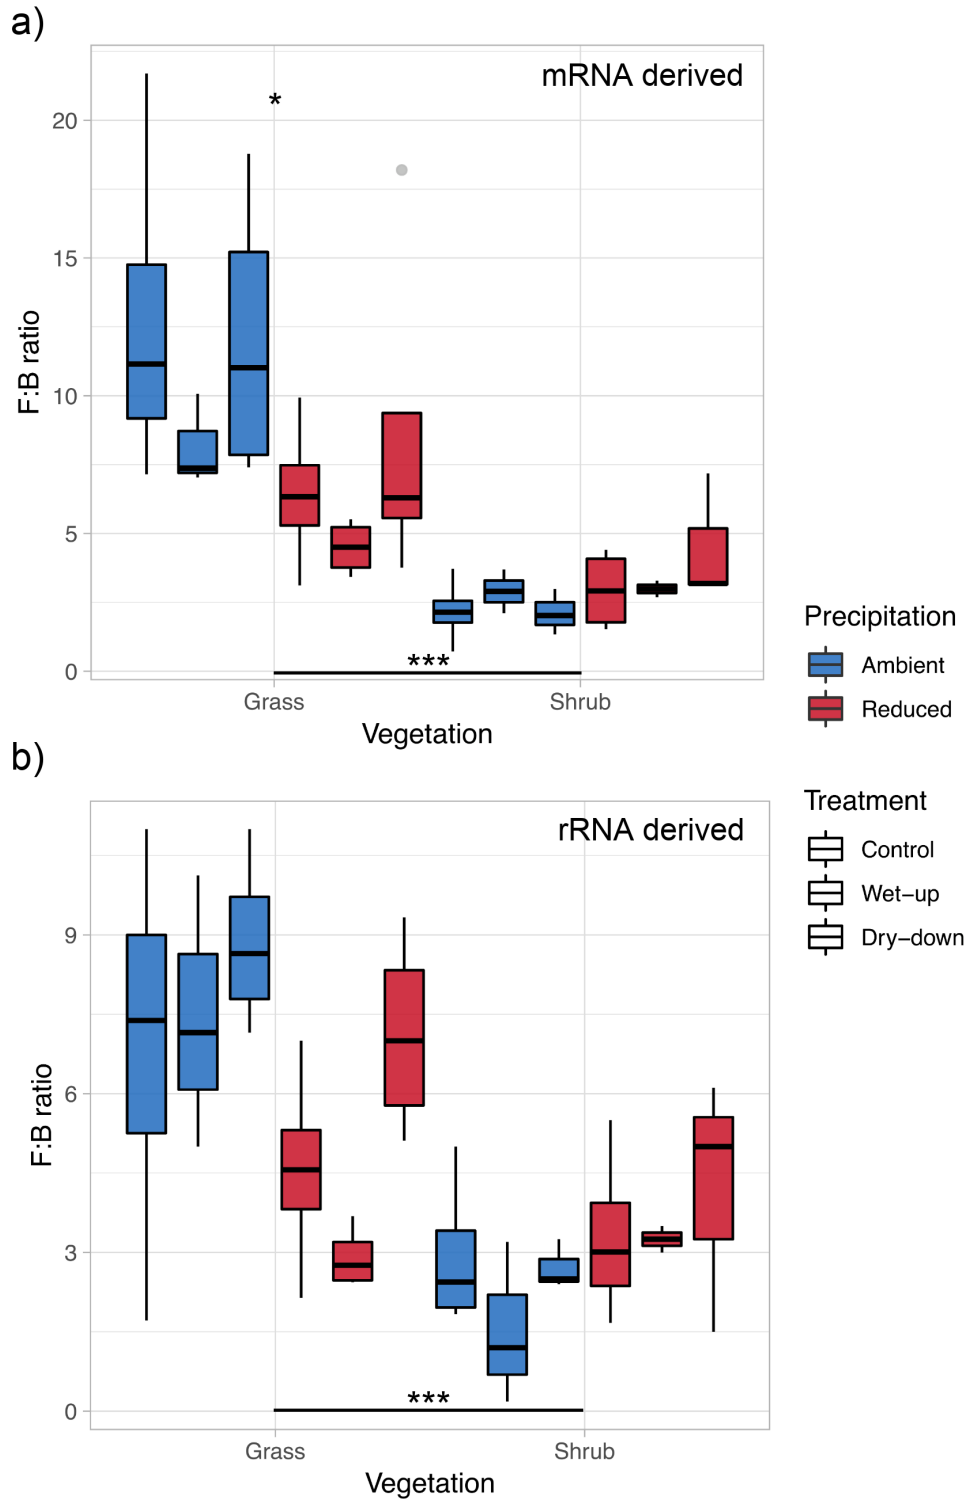 a)
mRNA derived
*
20
15
10
5
0
F:B ratio
***
Grass
Shrub
Vegetation
Precipitation
Ambient
Reduced
Treatment
Control
Wet−up
Dry−down
b)
rRNA derived
9
6
3
0
F:B ratio
***
Grass
Shrub
Vegetation